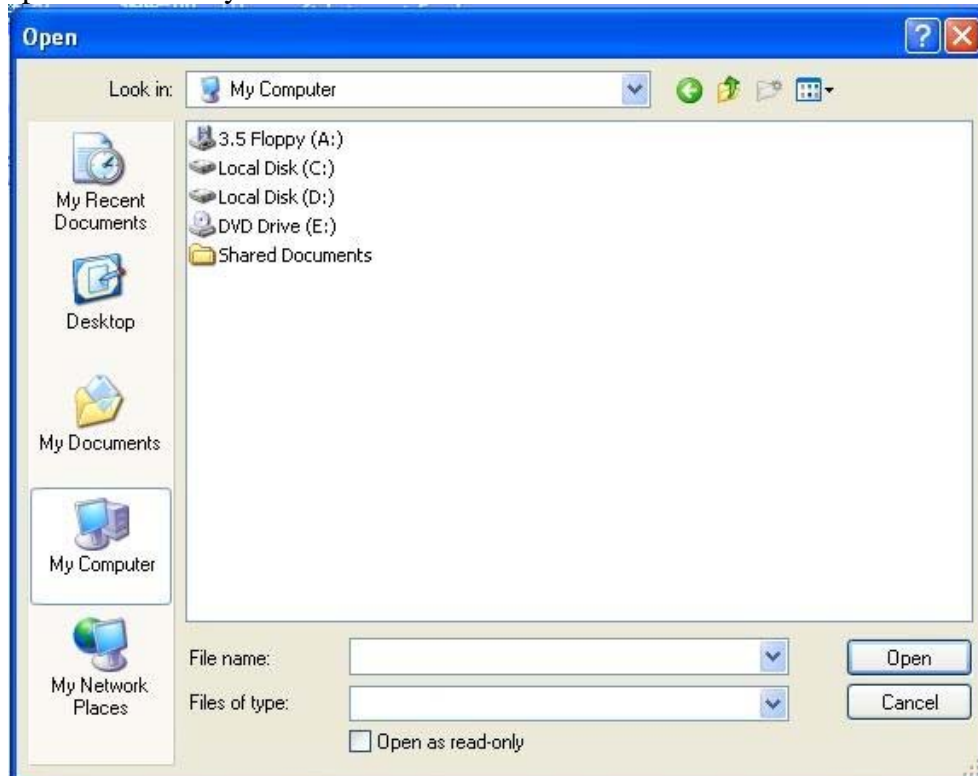 Open
Look in: My Computer
3.5 Floppy (A:)
Local Disk (C:)
Local Disk (D:)
DVD Drive (E:)
Shared Documents
My Recent
Documents
Desktop
My Documents
My Computer
My Network
Places
File name:
Open
Files of type:
Cancel
Open as read-only